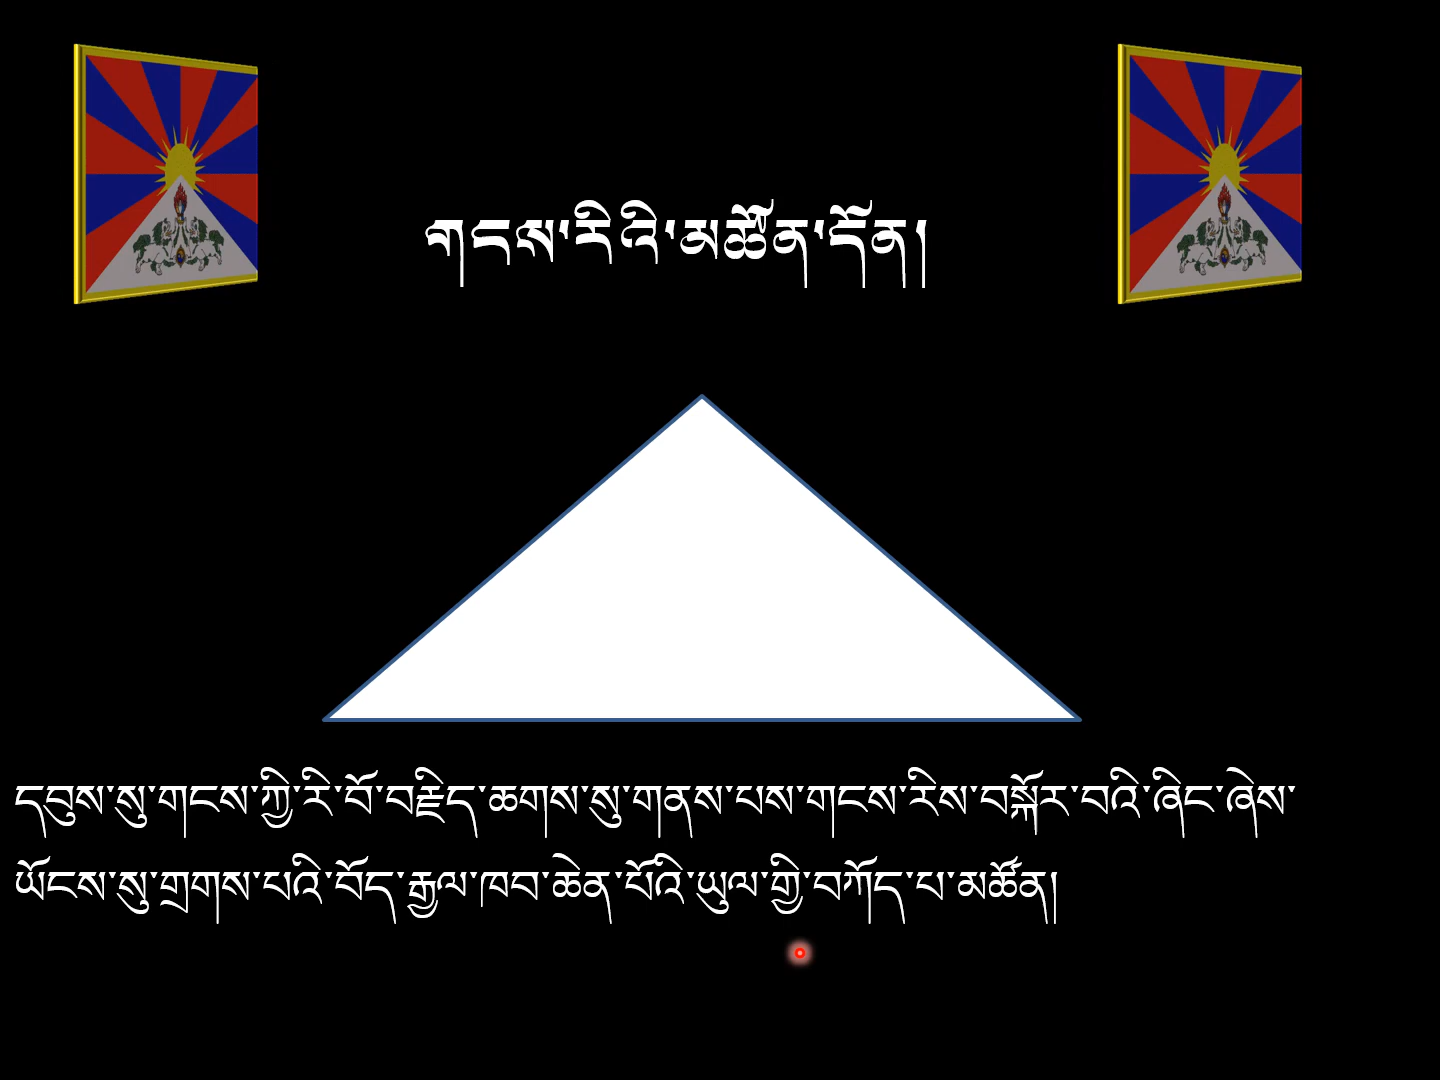 གངས་རིའི་མཚོན་དོན།
དབུས་སུ་གངས་ཀྱི་རི་བོ་བརྗིད་ཆགས་སུ་གནས་པས་གངས་རིས་བསྐོར་བའི་ཞིང་ཞེས་
ཡོངས་སུ་གྲགས་པའི་བོད་རྒྱལ་ཁབ་ཆེན་པོའི་ཡུལ་གྱི་བཀོད་པ་མཚོན།